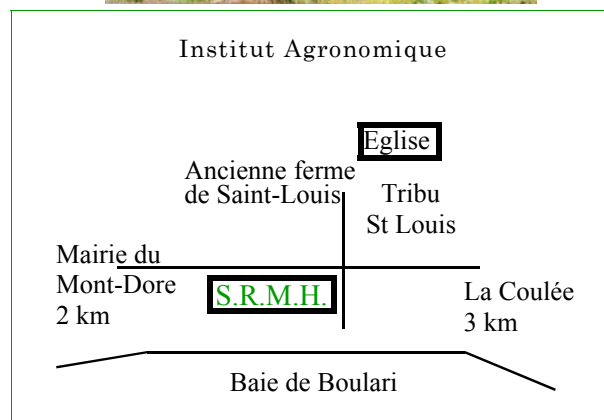 Institut Agronomique
Eglise
Ancienne ferme
de Saint-Louis
Tribu
St Louis
Mairie du
Mont-Dore
2 km
S.R.M.H.
La Coulée
3 km
Baie de Boulari